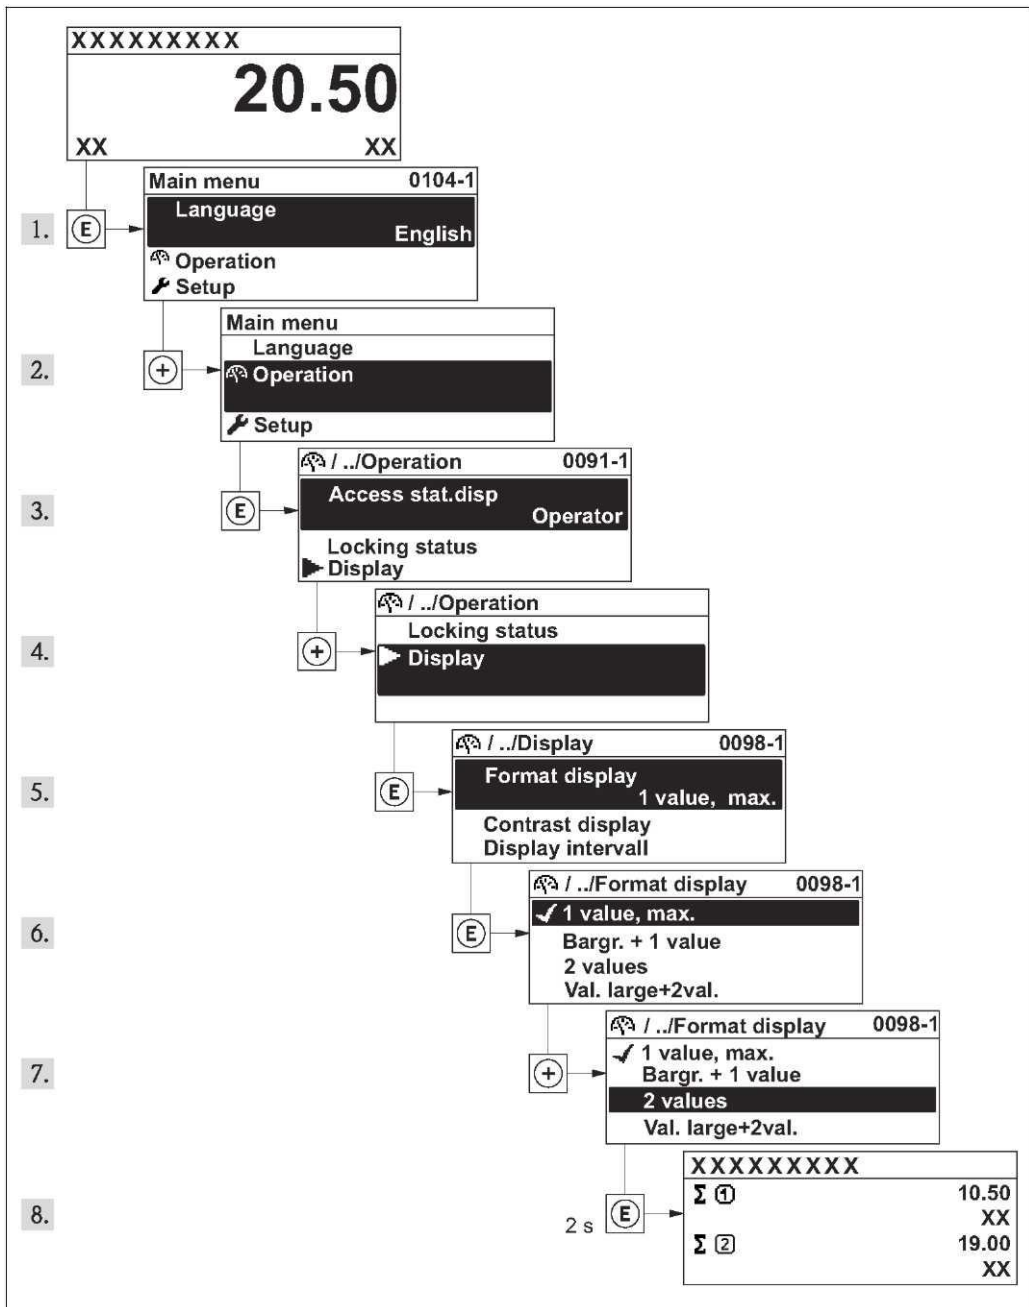 XXXXXXXXX
20.50
XX XX
Main menu 0104-1
1. E Language
English
Operation
Setup
Main menu
Language
2. + Operation
Setup
/ ../Operation 0091-1
3. E Access stat.disp
Operator
Locking status
Display
/ ../Operation
Locking status
4. + Display
/ ../Display 0098-1
5. E Format display
1 value, max.
Contrast display
Display intervall
/ ../Format display 0098-1
6. E ✓ 1 value, max.
Bargr. + 1 value
2 values
Val. large+2val.
/ ../Format display 0098-1
7. + ✓ 1 value, max.
Bargr. + 1 value
2 values
Val. large+2val.
XXXXXXXXX
8. 2 s E Σ 1 10.50
XX
Σ 2 19.00
XX